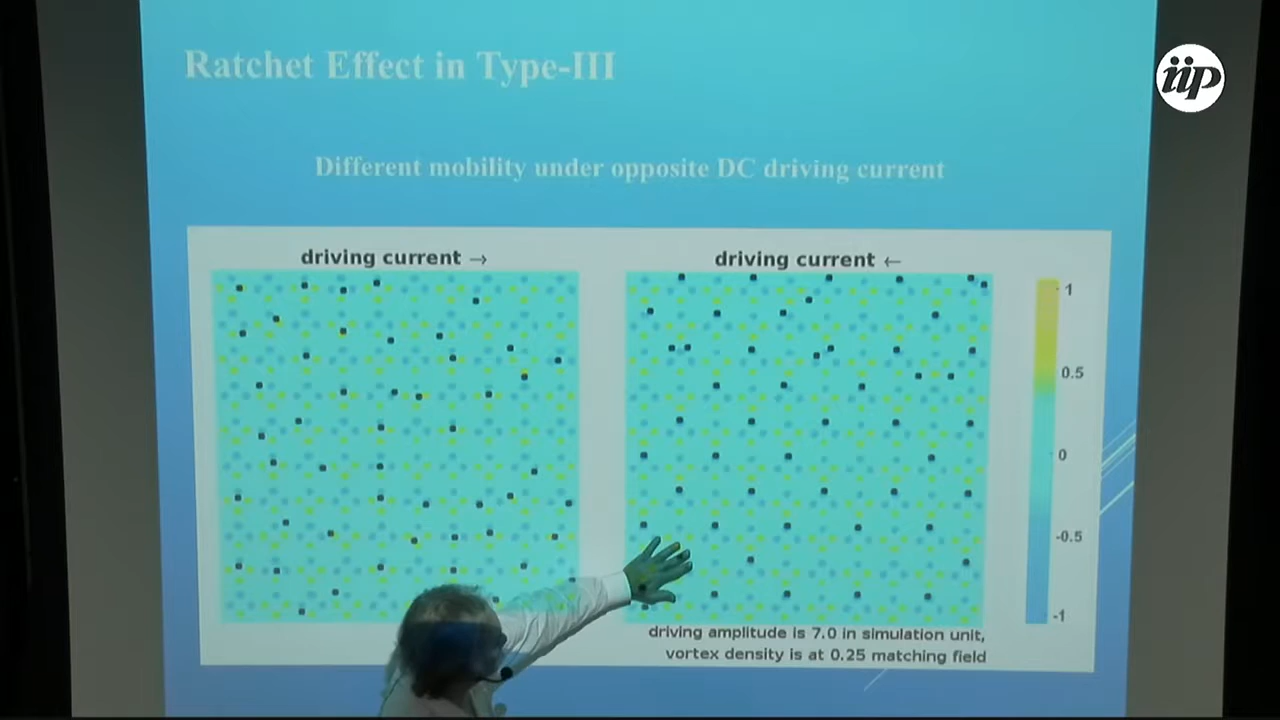 Ratchet Effect in Type-III
iip
Different mobility under opposite DC driving current
driving current →
driving current ←
1
0.5
0
-0.5
-1
driving amplitude is 7.0 in simulation unit,
vortex density is at 0.25 matching field